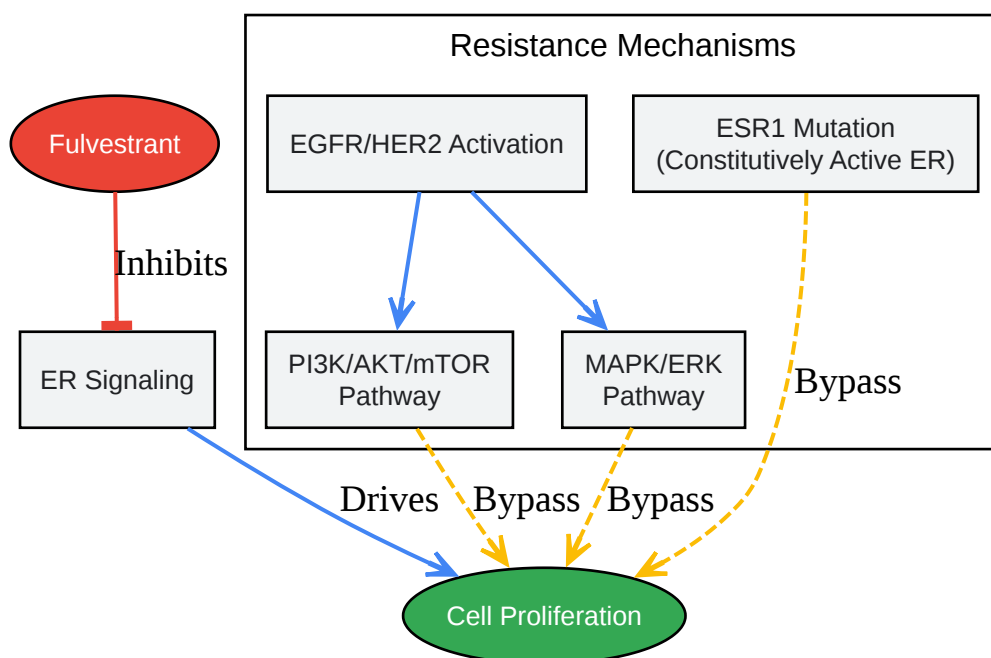 Resistance Mechanisms
Fulvestrant
EGFR/HER2 Activation
ESR1 Mutation
(Constitutively Active ER)
Inhibits
ER Signaling
PI3K/AKT/mTOR
Pathway
MAPK/ERK
Pathway
Bypass
Drives
Bypass
Bypass
Cell Proliferation